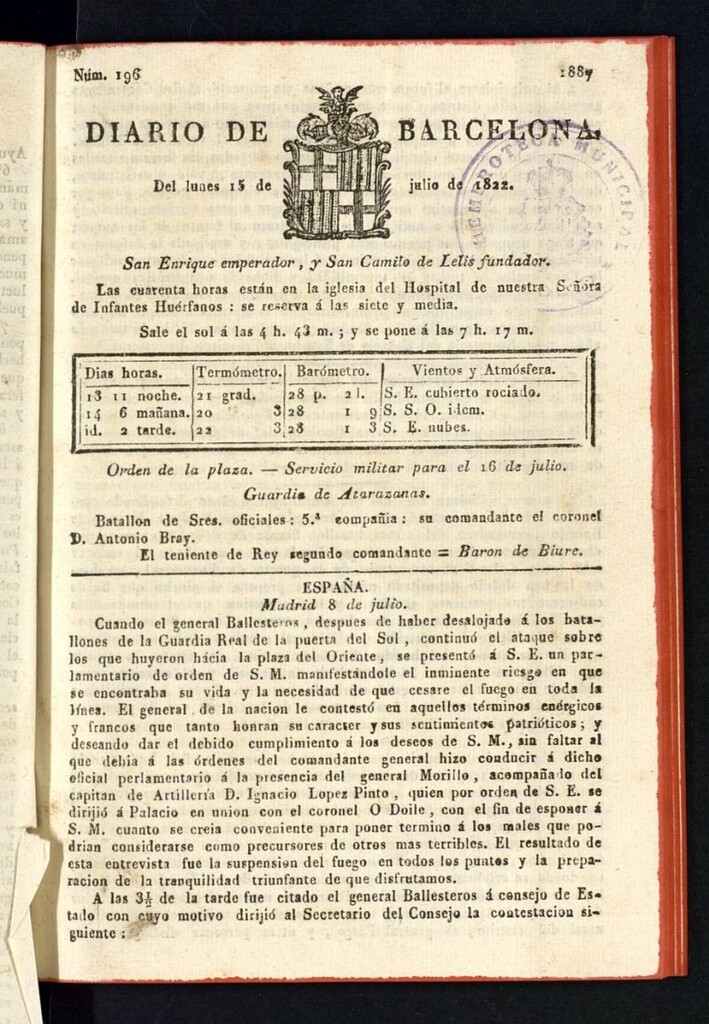 Núm. 196
1887
DIARIO DE BARCELONA,
Del lunes 15 de julio de 1822.
HEMEROTECA MUNICIPAL
San Enrique emperador, y San Camilo de Lelis fundador.
Las cuarenta horas están en la iglesia del Hospital de nuestra Señora
de Infantes Huérfanos : se reserva á las siete y media.
Sale el sol á las 4 h. 43 m. ; y se pone á las 7 h. 17 m.
Dias horas. Termómetro. Barómetro. Vientos y Atmósfera.
13 11 noche. 21 grad. 28 p. 2 l. S. E. cubierto rociado.
14 6 mañana. 20 3 28 1 9 S. S. O. idem.
id. 2 tarde. 22 3 28 1 3 S. E. nubes.
Orden de la plaza. — Servicio militar para el 16 de julio.
Guardia de Atarazanas.
Batallon de Sres. oficiales : 5.ª compañia : su comandante el coronel
D. Antonio Bray.
El teniente de Rey segundo comandante = Baron de Biure.
ESPAÑA.
Madrid 8 de julio.
Cuando el general Ballesteros, despues de haber desalojado á los bata-
llones de la Guardia Real de la puerta del Sol, continuó el ataque sobre
los que huyeron hácia la plaza del Oriente, se presentó á S. E. un par-
lamentario de orden de S. M. manifestándole el inminente riesgo en que
se encontraba su vida y la necesidad de que cesare el fuego en toda la
línea. El general de la nacion le contestó en aquellos términos enérgicos
y francos que tanto honran su caracter y sus sentimientos patrióticos; y
deseando dar el debido cumplimiento á los deseos de S. M., sin faltar al
que debia á las órdenes del comandante general hizo conducir á dicho
oficial perlamentario á la presencia del general Morillo, acompañado del
capitan de Artillería D. Ignacio Lopez Pinto, quien por orden de S. E. se
dirijió á Palacio en union con el coronel O Doile, con el fin de esponer á
S. M. cuanto se creia conveniente para poner termino á los males que po-
drian considerarse como precursores de otros mas terribles. El resultado de
esta entrevista fue la suspension del fuego en todos los puntos y la prepa-
racion de la tranquilidad triunfante de que disfrutamos.
A las 3½ de la tarde fue citado el general Ballesteros á consejo de Es-
tado con cuyo motivo dirijió al Secretario del Consejo la contestacion si-
guiente :